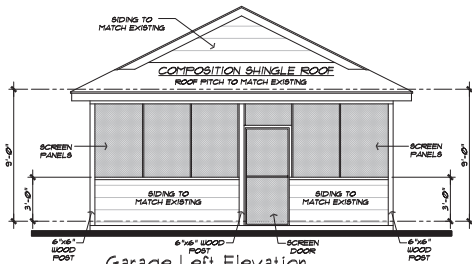 SIDING TO
MATCH EXISTING
COMPOSITION SHINGLE ROOF
ROOF PITCH TO MATCH EXISTING
9'-0"
SCREEN
PANELS
SCREEN
PANELS
9'-0"
3'-0"
SIDING TO
MATCH EXISTING
SIDING TO
MATCH EXISTING
3'-0"
6"x6"
WOOD
POST
6"x6" WOOD
POST
SCREEN
DOOR
6"x6"
WOOD
POST
Garage Left Elevation